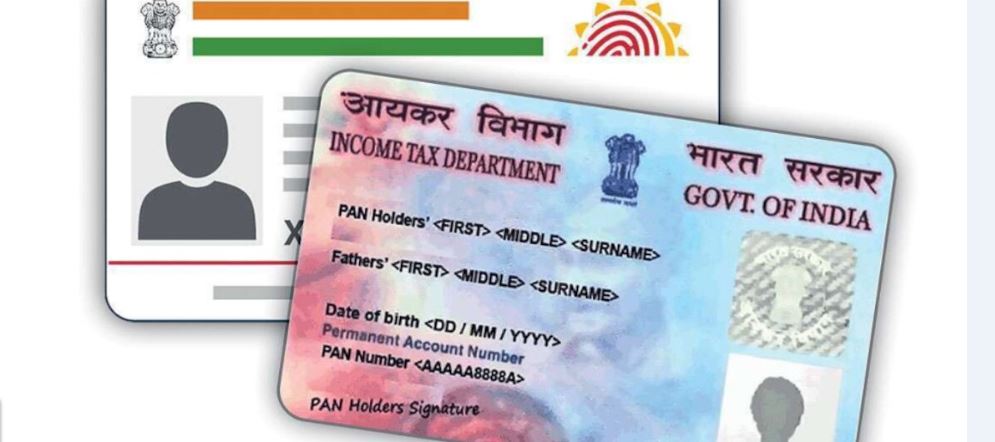 X
आयकर विभाग
INCOME TAX DEPARTMENT
भारत सरकार
GOVT. OF INDIA
PAN Holders' <FIRST> <MIDDLE> <SURNAME>
Fathers' <FIRST> <MIDDLE> <SURNAME>
Date of birth <DD / MM / YYYY>
Permanent Account Number
PAN Number <AAAAA8888A>
PAN Holders Signature